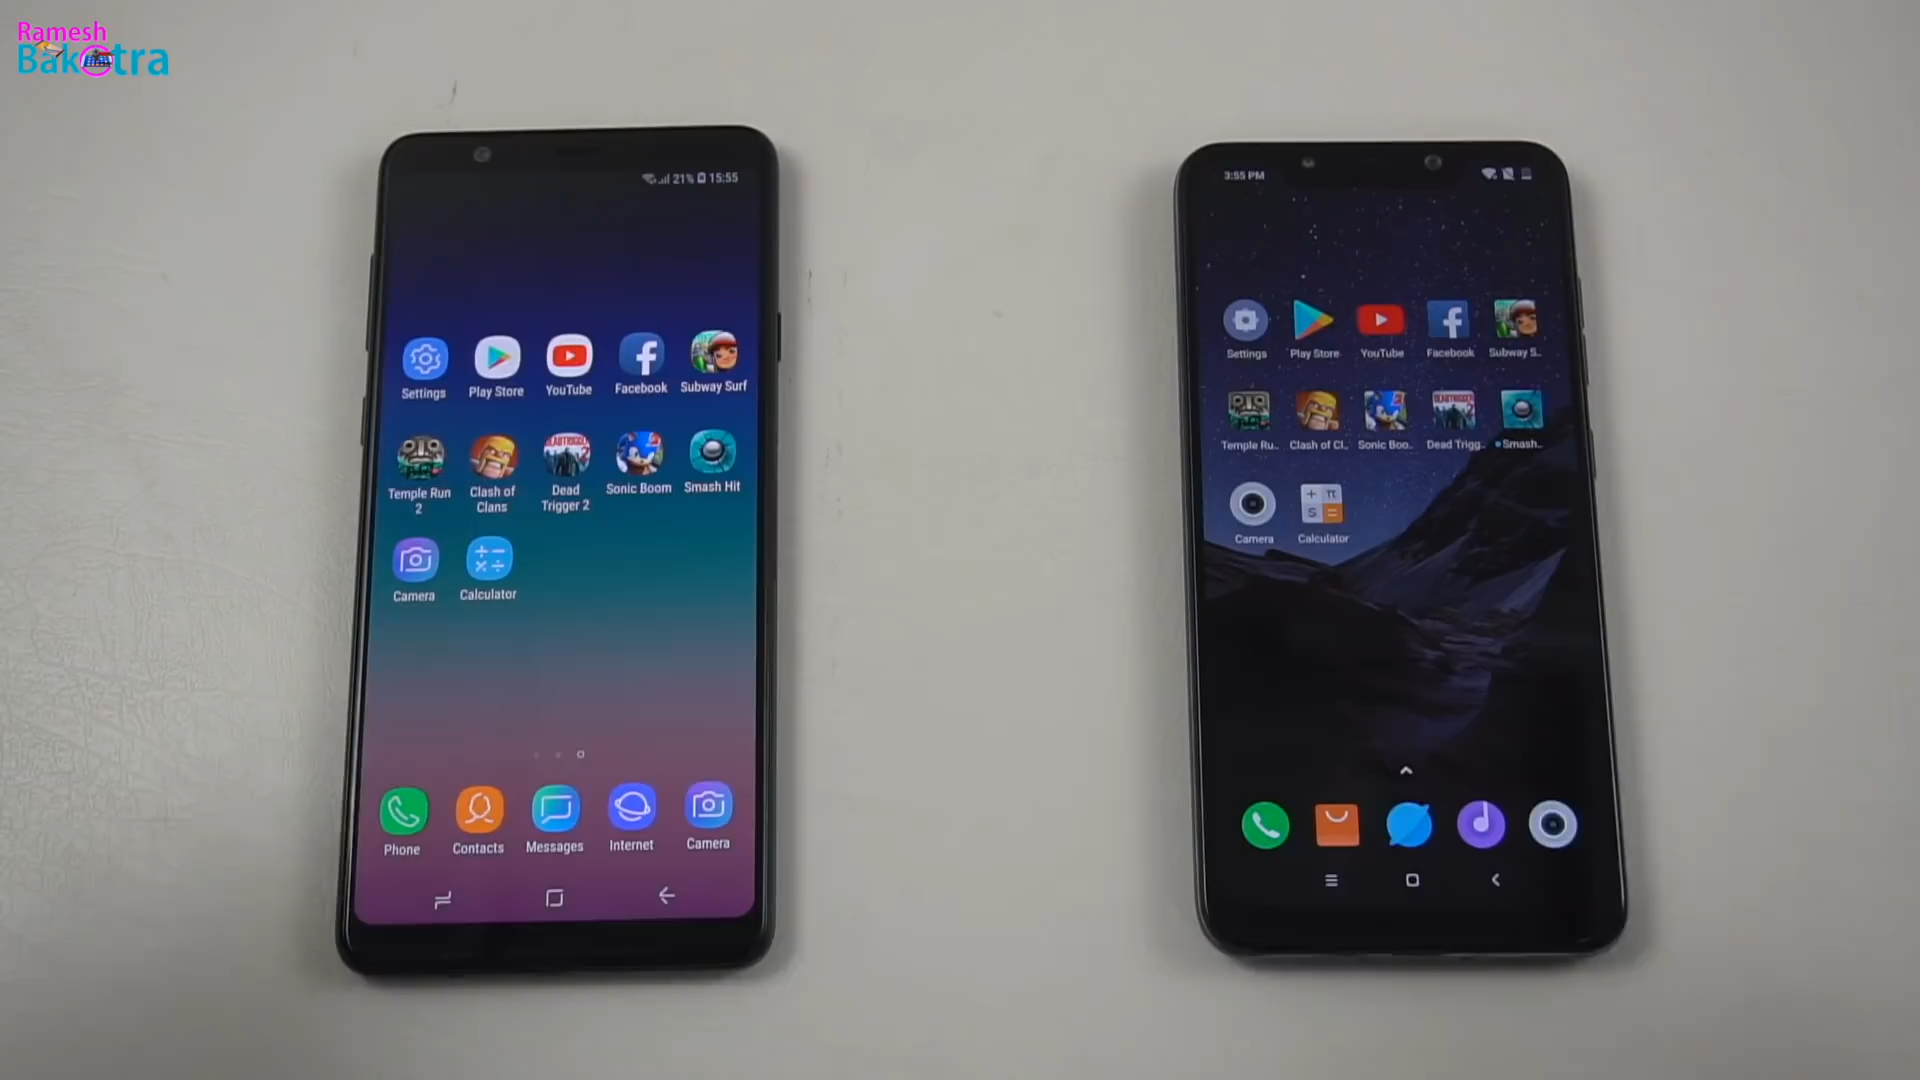 Ramesh
Bakotra
21% 15:55
Settings Play Store YouTube Facebook Subway Surf
Temple Run 2 Clash of Clans Dead Trigger 2 Sonic Boom Smash Hit
Camera Calculator
Phone Contacts Messages Internet Camera
3:55 PM
Settings Play Store YouTube Facebook Subway S..
Temple Ru.. Clash of Cl.. Sonic Boo.. Dead Trigg.. Smash..
Camera Calculator